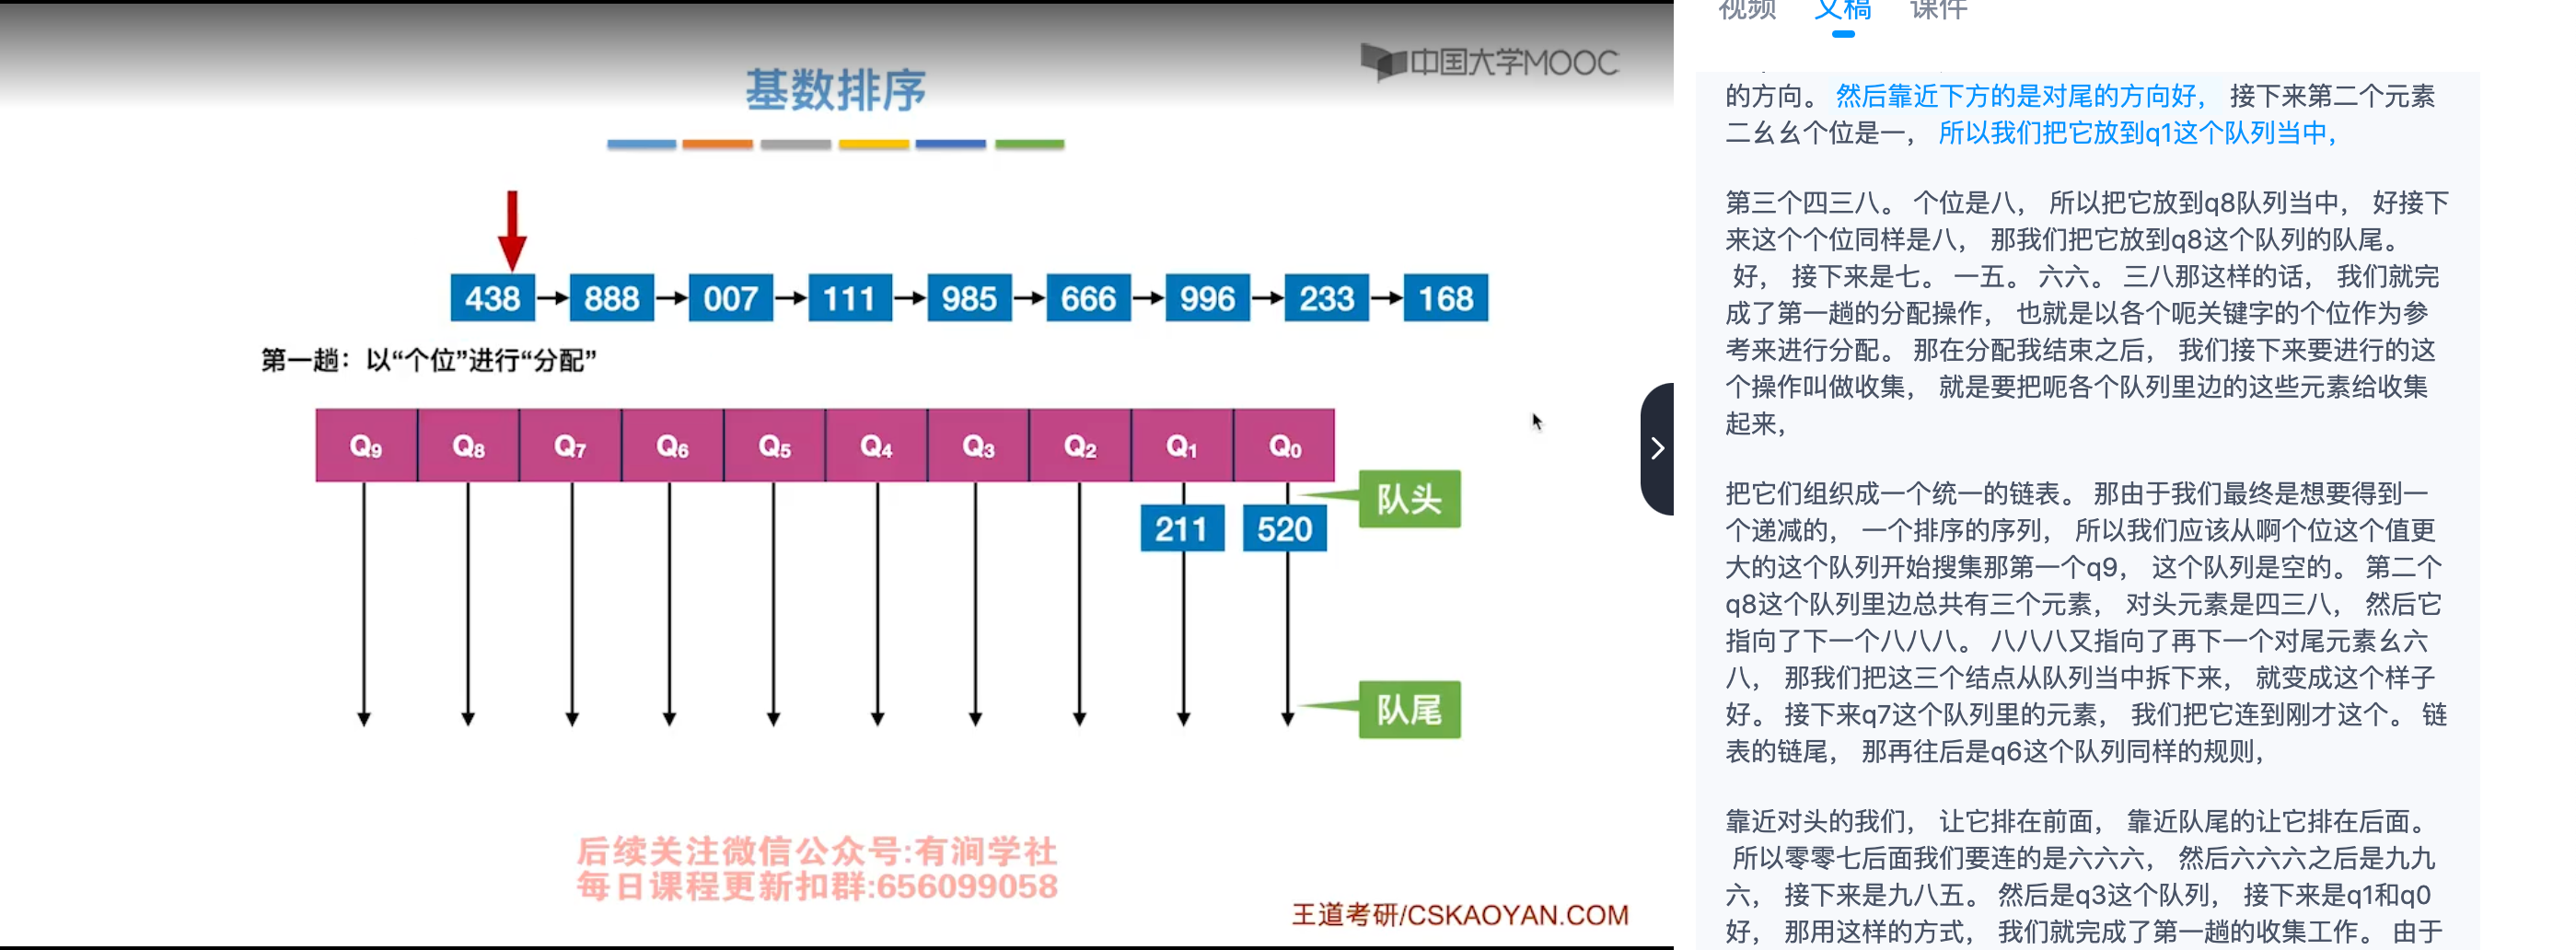 中国大学MOOC
基数排序
438 888 007 111 985 666 996 233 168
第一趟：以“个位”进行“分配”
Q9 Q8 Q7 Q6 Q5 Q4 Q3 Q2 Q1 Q0
队头
211 520
队尾
后续关注微信公众号:有涧学社
每日课程更新扣群:656099058
王道考研/CSKAOYAN.COM
视频 文稿 课件
的方向。 然后靠近下方的是对尾的方向好， 接下来第二个元素
二幺幺个位是一， 所以我们把它放到q1这个队列当中，
第三个四三八。 个位是八， 所以把它放到q8队列当中， 好接下
来这个个位同样是八， 那我们把它放到q8这个队列的队尾。
好， 接下来是七。 一五。 六六。 三八那这样的话， 我们就完
成了第一趟的分配操作， 也就是以各个呃关键字的个位作为参
考来进行分配。 那在分配我结束之后， 我们接下来要进行的这
个操作叫做收集， 就是要把呃各个队列里边的这些元素给收集
起来，
把它们组织成一个统一的链表。 那由于我们最终是想要得到一
个递减的， 一个排序的序列， 所以我们应该从啊个位这个值更
大的这个队列开始搜集那第一个q9， 这个队列是空的。 第二个
q8这个队列里边总共有三个元素， 对头元素是四三八， 然后它
指向了下一个八八八。 八八八又指向了再下一个对尾元素幺六
八， 那我们把这三个结点从队列当中拆下来， 就变成这个样子
好。 接下来q7这个队列里的元素， 我们把它连到刚才这个。 链
表的链尾， 那再往后是q6这个队列同样的规则，
靠近对头的我们， 让它排在前面， 靠近队尾的让它排在后面。
所以零零七后面我们要连的是六六六， 然后六六六之后是九九
六， 接下来是九八五。 然后是q3这个队列， 接下来是q1和q0
好， 那用这样的方式， 我们就完成了第一趟的收集工作。 由于